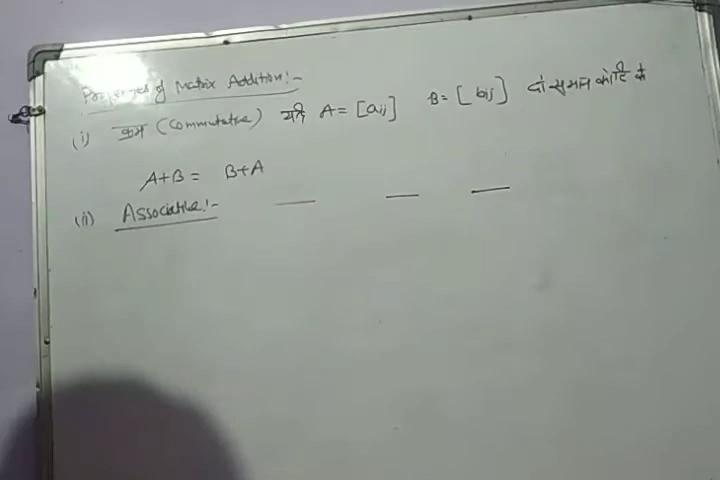 Properties of Matrix Addition:-
(i) क्रम (Commutative) यदि A = [aij] B = [bij] दो समान कोटि के
A+B = B+A
(ii) Associative:- — — —